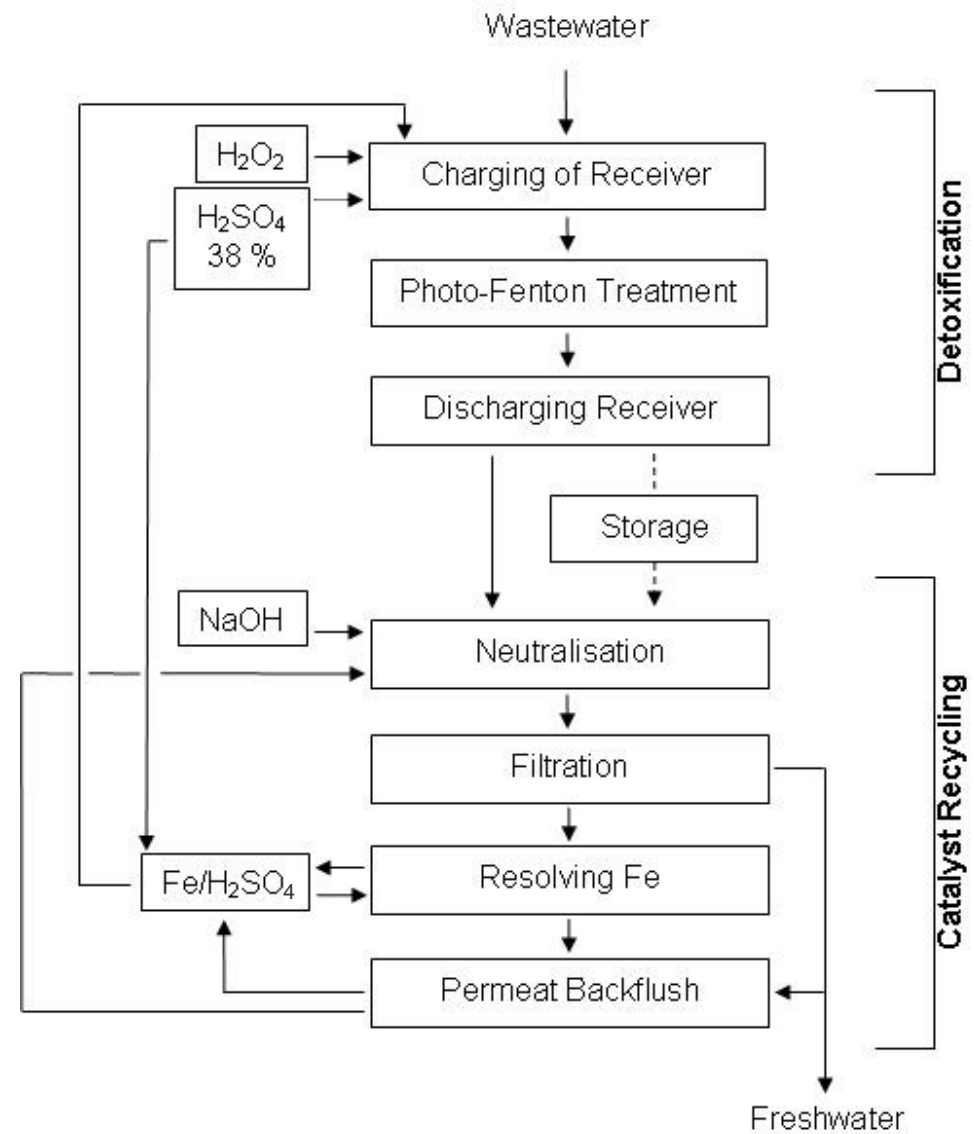 Wastewater
H₂O₂
Charging of Receiver
H₂SO₄
38 %
Photo-Fenton Treatment
Discharging Receiver
Detoxification
Storage
NaOH
Neutralisation
Filtration
Fe/H₂SO₄
Resolving Fe
Permeat Backflush
Catalyst Recycling
Freshwater